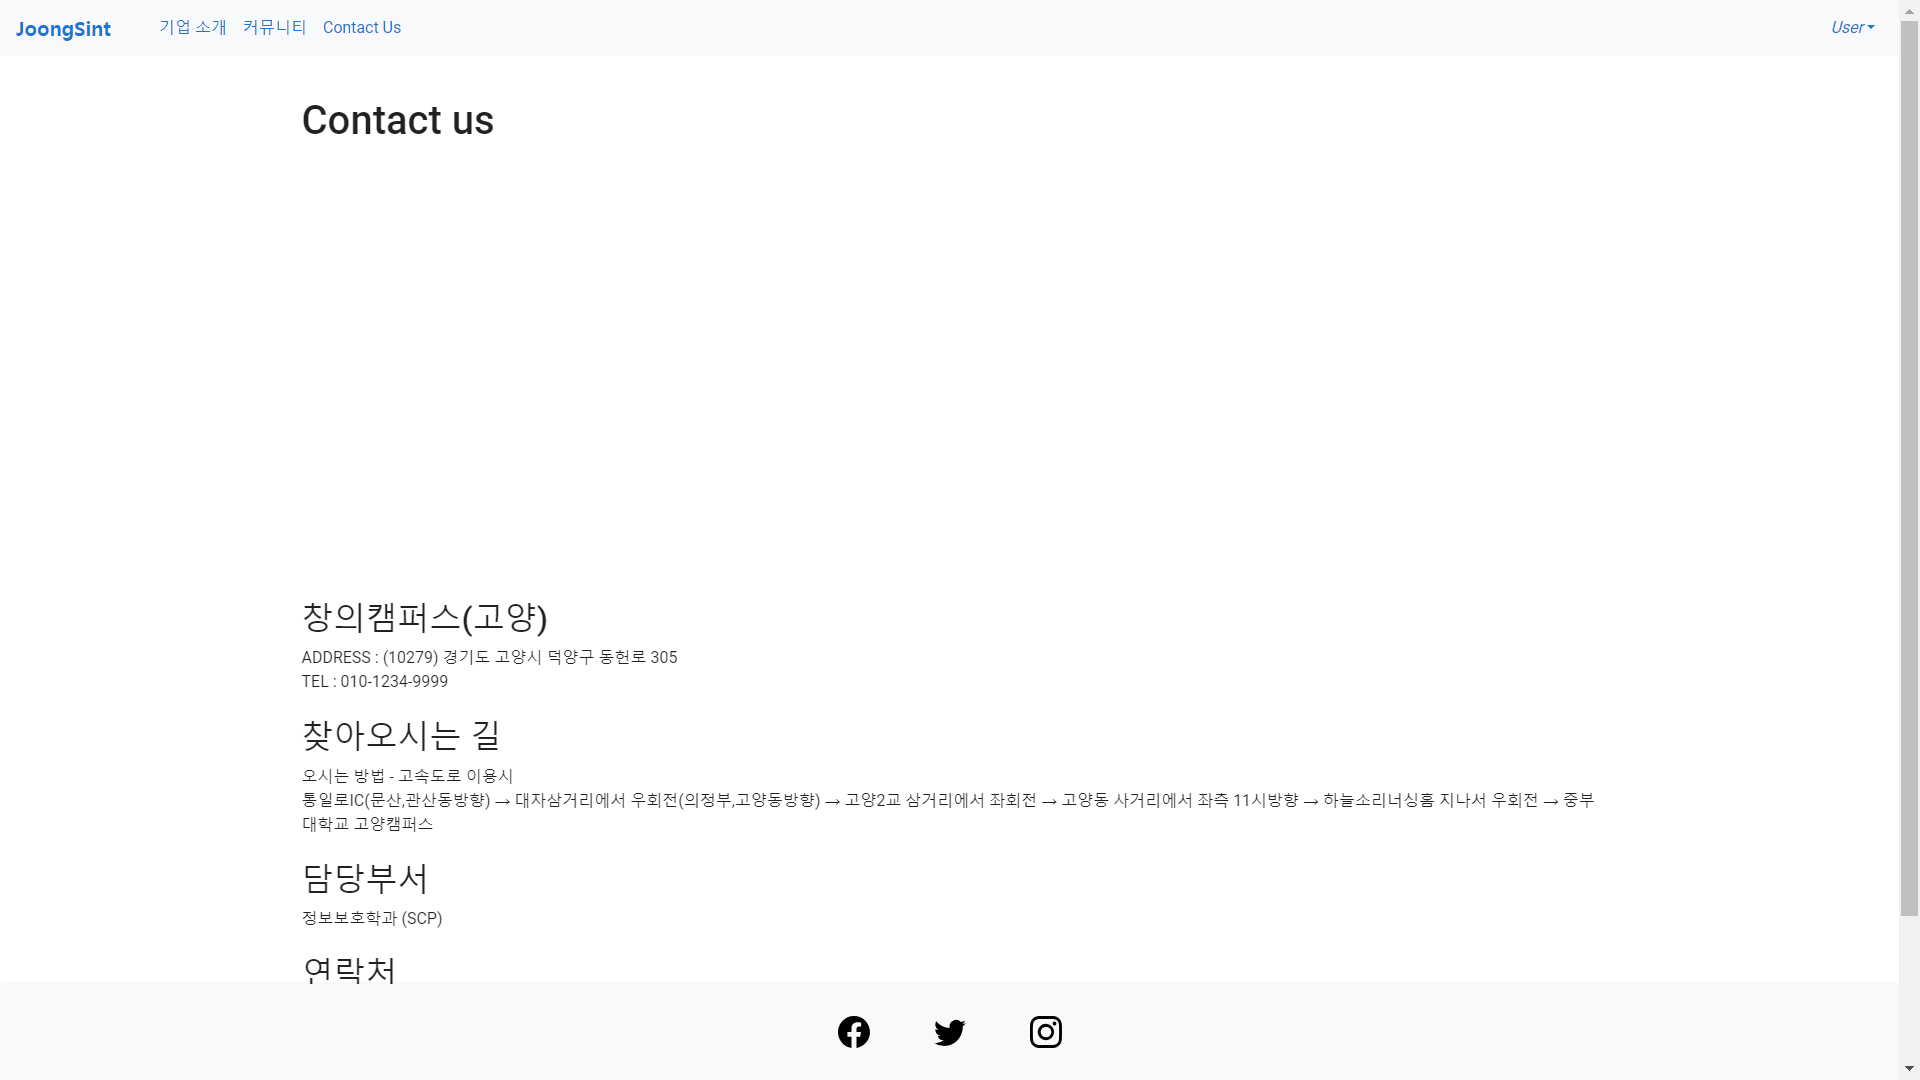 JoongSint
기업 소개
커뮤니티
Contact Us
User
Contact us
창의캠퍼스(고양)
ADDRESS : (10279) 경기도 고양시 덕양구 동헌로 305
TEL : 010-1234-9999
찾아오시는 길
오시는 방법 - 고속도로 이용시
통일로IC(문산,관산동방향) → 대자삼거리에서 우회전(의정부,고양동방향) → 고양2교 삼거리에서 좌회전 → 고양동 사거리에서 좌측 11시방향 → 하늘소리너싱홈 지나서 우회전 → 중부
대학교 고양캠퍼스
담당부서
정보보호학과 (SCP)
연락처